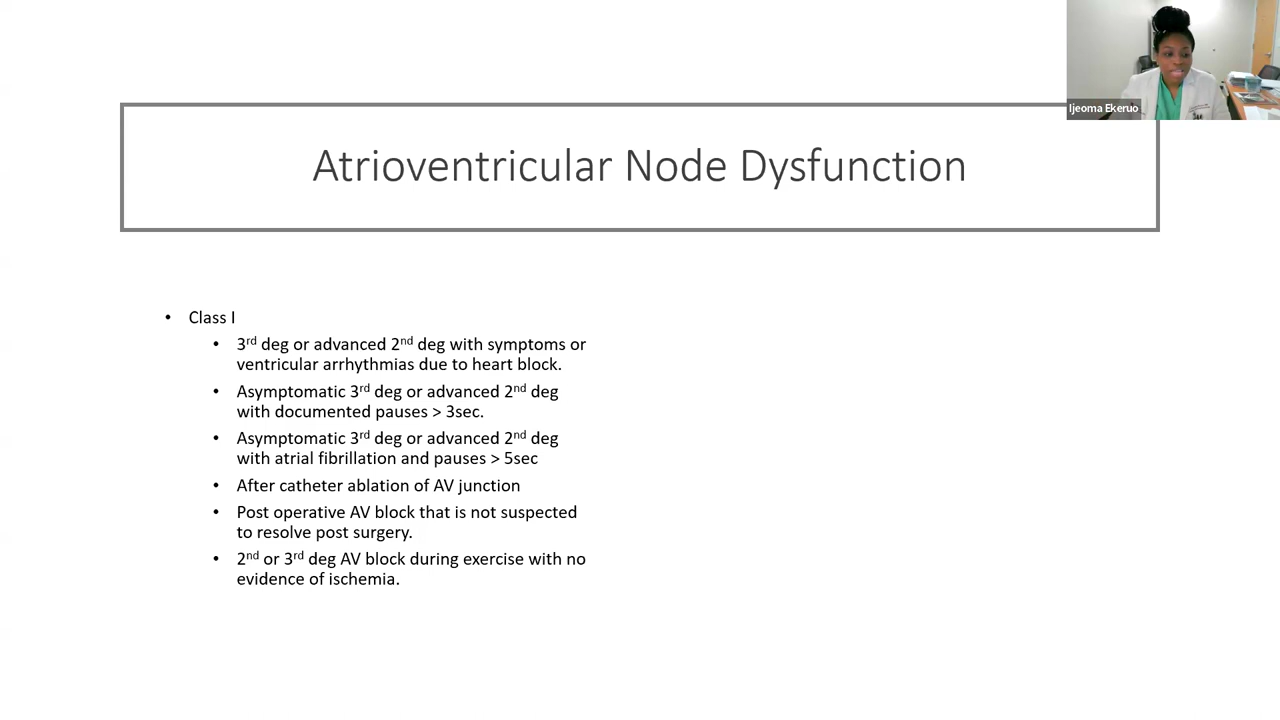 Ijeoma Ekeruo
Atrioventricular Node Dysfunction
• Class I
• 3rd deg or advanced 2nd deg with symptoms or
ventricular arrhythmias due to heart block.
• Asymptomatic 3rd deg or advanced 2nd deg
with documented pauses > 3sec.
• Asymptomatic 3rd deg or advanced 2nd deg
with atrial fibrillation and pauses > 5sec
• After catheter ablation of AV junction
• Post operative AV block that is not suspected
to resolve post surgery.
• 2nd or 3rd deg AV block during exercise with no
evidence of ischemia.